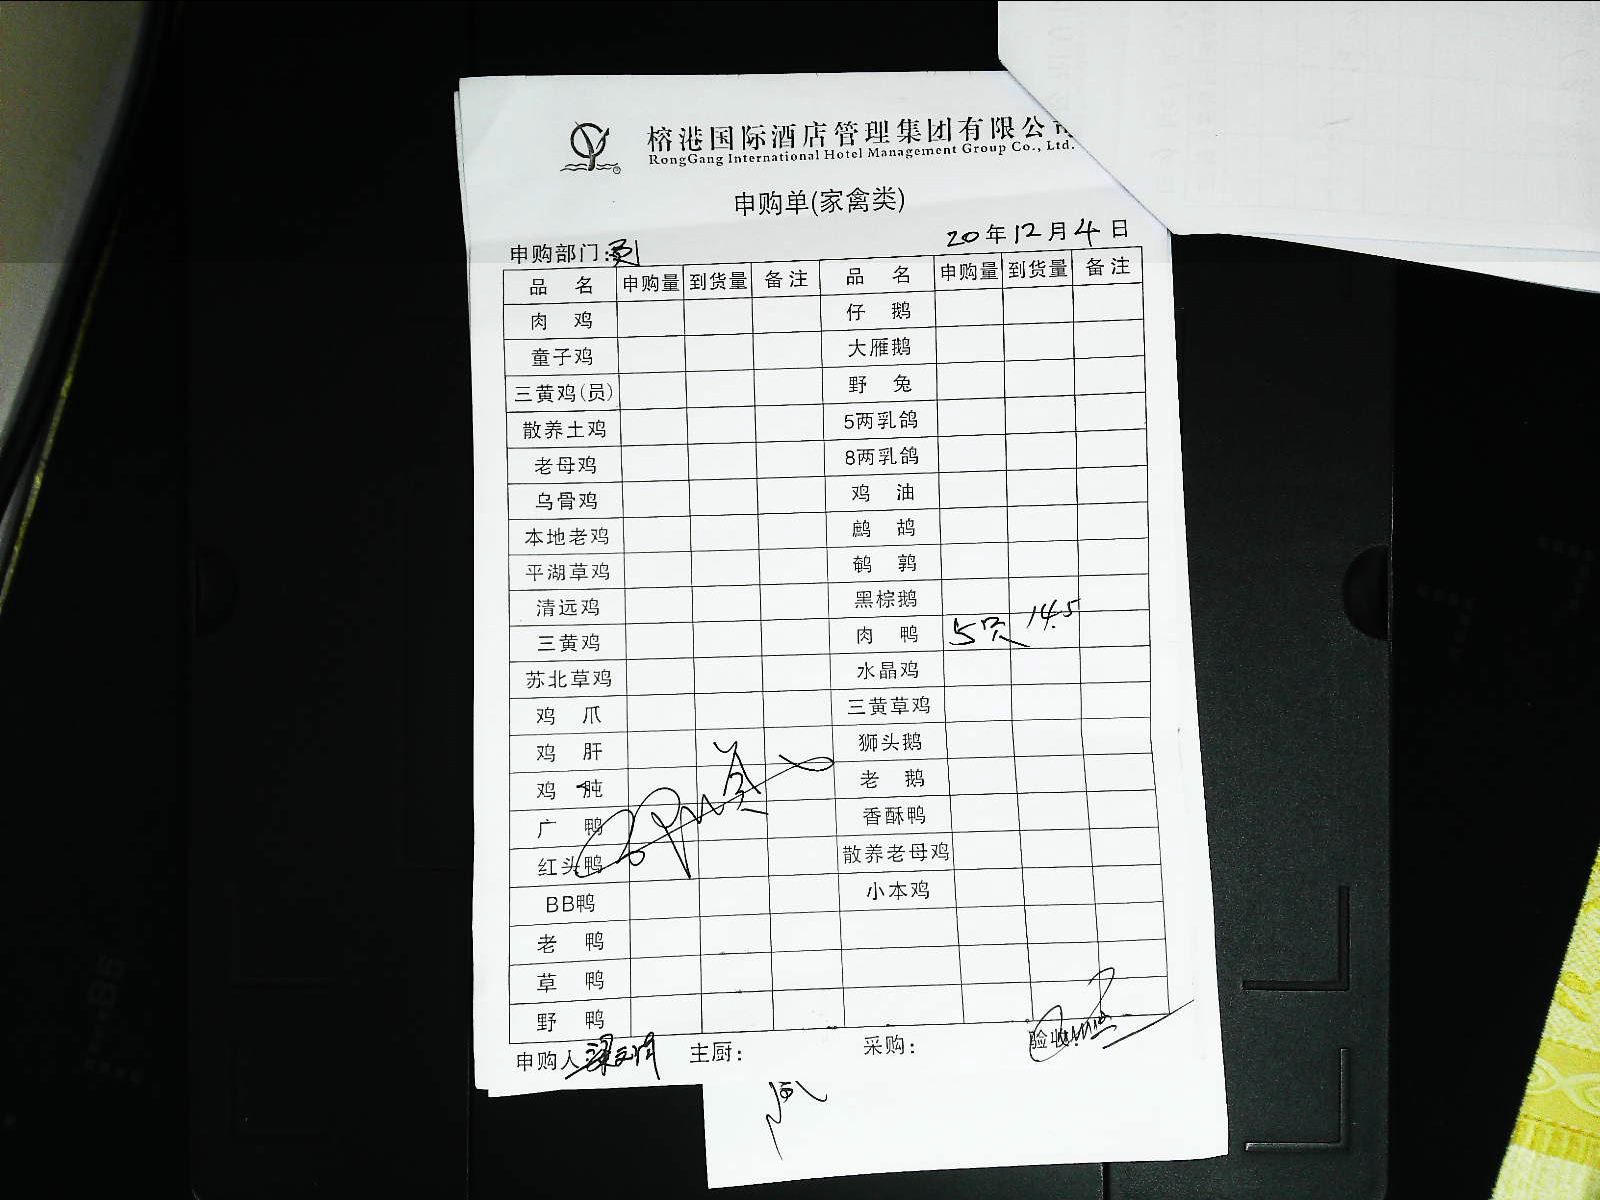 榕港国际酒店管理集团有限公司
RongGang International Hotel Management Group Co., Ltd.
申购单(家禽类)
申购部门: 20年12月4日
品 名 申购量 到货量 备注 品 名 申购量 到货量 备注
肉 鸡 仔 鹅
童子鸡 大雁鹅
三黄鸡(员) 野 兔
散养土鸡 5两乳鸽
老母鸡 8两乳鸽
乌骨鸡 鸡 油
本地老鸡 鹧 鸪
平湖草鸡 鹌 鹑
清远鸡 黑棕鹅
三黄鸡 肉 鸭 5只 14.5
苏北草鸡 水晶鸡
鸡 爪 三黄草鸡
鸡 肝 狮头鹅
鸡 肫 老 鹅
广 鸭 香酥鸭
红头鸭 散养老母鸡
BB鸭 小本鸡
老 鸭
草 鸭
野 鸭
申购人 主厨: 采购: 验收: